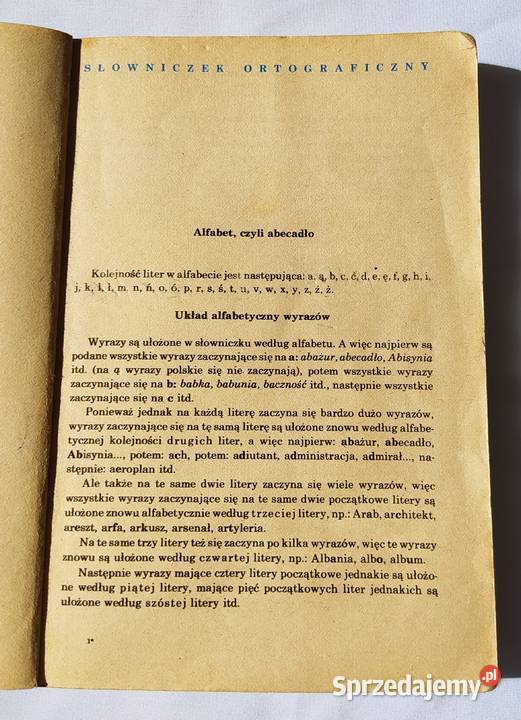 SŁOWNICZEK ORTOGRAFICZNY
Alfabet, czyli abecadło
Kolejność liter w alfabecie jest następująca: a, ą, b, c, ć, d, e, ę, f, g, h, i,
j, k, l, ł, m, n, ń, o, ó, p, r, s, ś, t, u, v, w, x, y, z, ź, ż.
Układ alfabetyczny wyrazów
Wyrazy są ułożone w słowniczku według alfabetu. A więc najpierw są
podane wszystkie wyrazy zaczynające się na a: abażur, abecadło, Abisynia
itd. (na ą wyrazy polskie się nie zaczynają), potem wszystkie wyrazy
zaczynające się na b: babka, babunia, baczność itd., następnie wszystkie
zaczynające się na c itd.
Ponieważ jednak na każdą literę zaczyna się bardzo dużo wyrazów,
wyrazy zaczynające się na tę samą literę są ułożone znowu według alfabe-
tycznej kolejności drugich liter, a więc najpierw: abażur, abecadło,
Abisynia..., potem: ach, potem: adiutant, administracja, admirał..., na-
stępnie: aeroplan itd.
Ale także na te same dwie litery zaczyna się wiele wyrazów, więc
wszystkie wyrazy zaczynające się na te same dwie początkowe litery są
ułożone znowu alfabetycznie według trzeciej litery, np.: Arab, architekt,
areszt, arfa, arkusz, arsenał, artyleria.
Na te same trzy litery też się zaczyna po kilka wyrazów, więc te wyrazy
znowu są ułożone według czwartej litery, np.: Albania, albo, album.
Następnie wyrazy mające cztery litery początkowe jednakie są ułożo-
ne według piątej litery, mające pięć początkowych liter jednakich są
ułożone według szóstej litery itd.
1*
Sprzedajemy.pl